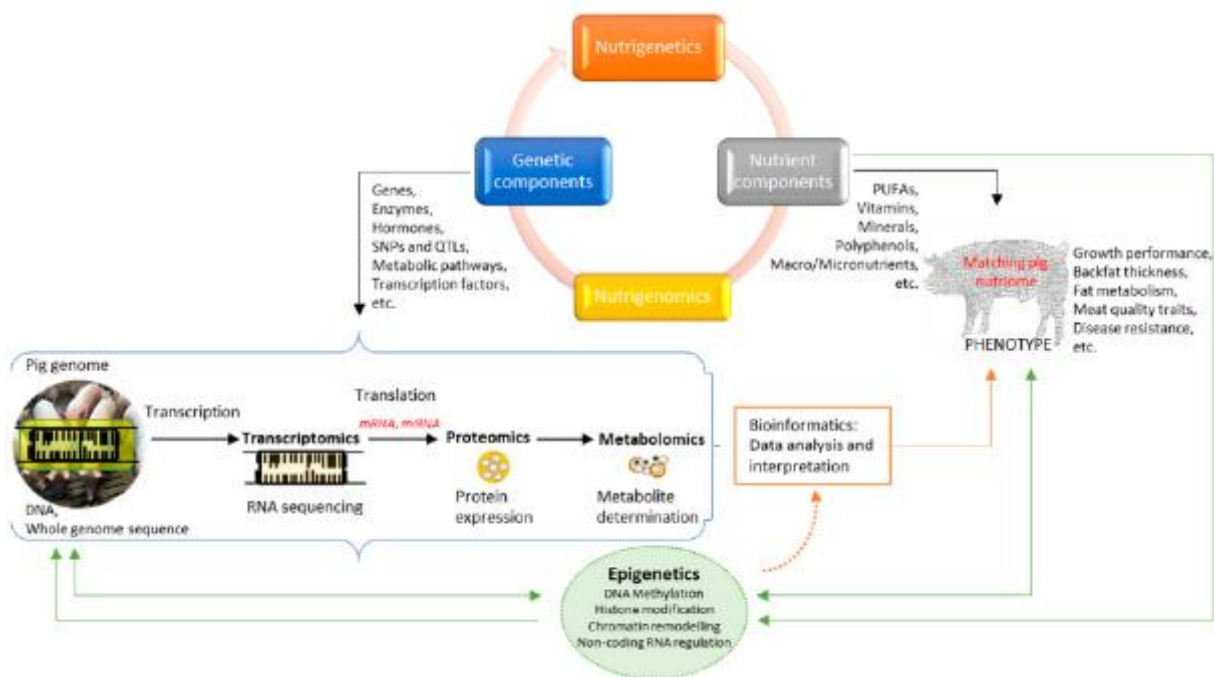 Nutrigenetics
Genetic
components
Nutrient
components
Nutrigenomics
Genes,
Enzymes,
Hormones,
SNPs and QTLs,
Metabolic pathways,
Transcription factors,
etc.
PUFAs,
Vitamins,
Minerals,
Polyphenols,
Macro/Micronutrients,
etc.
Matching pig
nutriome
PHENOTYPE
Growth performance,
Backfat thickness,
Fat metabolism,
Meat quality traits,
Disease resistance,
etc.
Pig genome
DNA,
Whole genome sequence
Transcription
Transcriptomics
RNA sequencing
Translation
mRNA, miRNA
Proteomics
Protein
expression
Metabolomics
Metabolite
determination
Bioinformatics:
Data analysis and
interpretation
Epigenetics
DNA Methylation
Histone modification
Chromatin remodelling
Non-coding RNA regulation